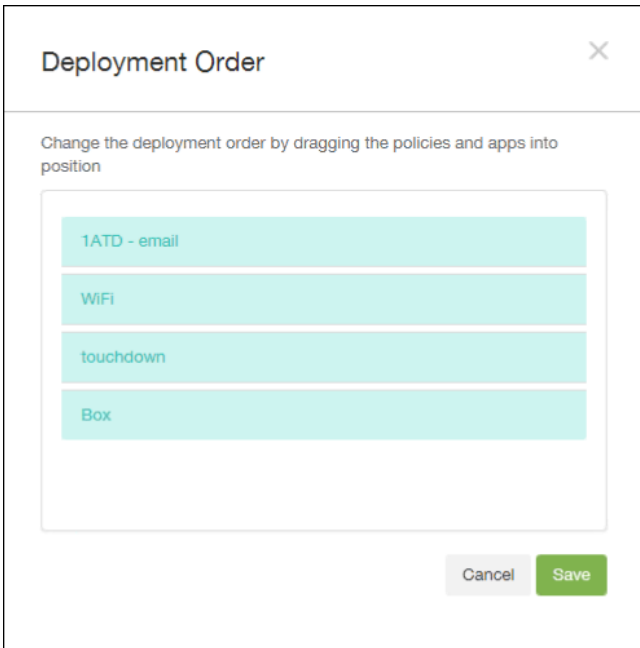 Deployment Order
Change the deployment order by dragging the policies and apps into
position
1ATD - email
WiFi
touchdown
Box
Cancel
Save